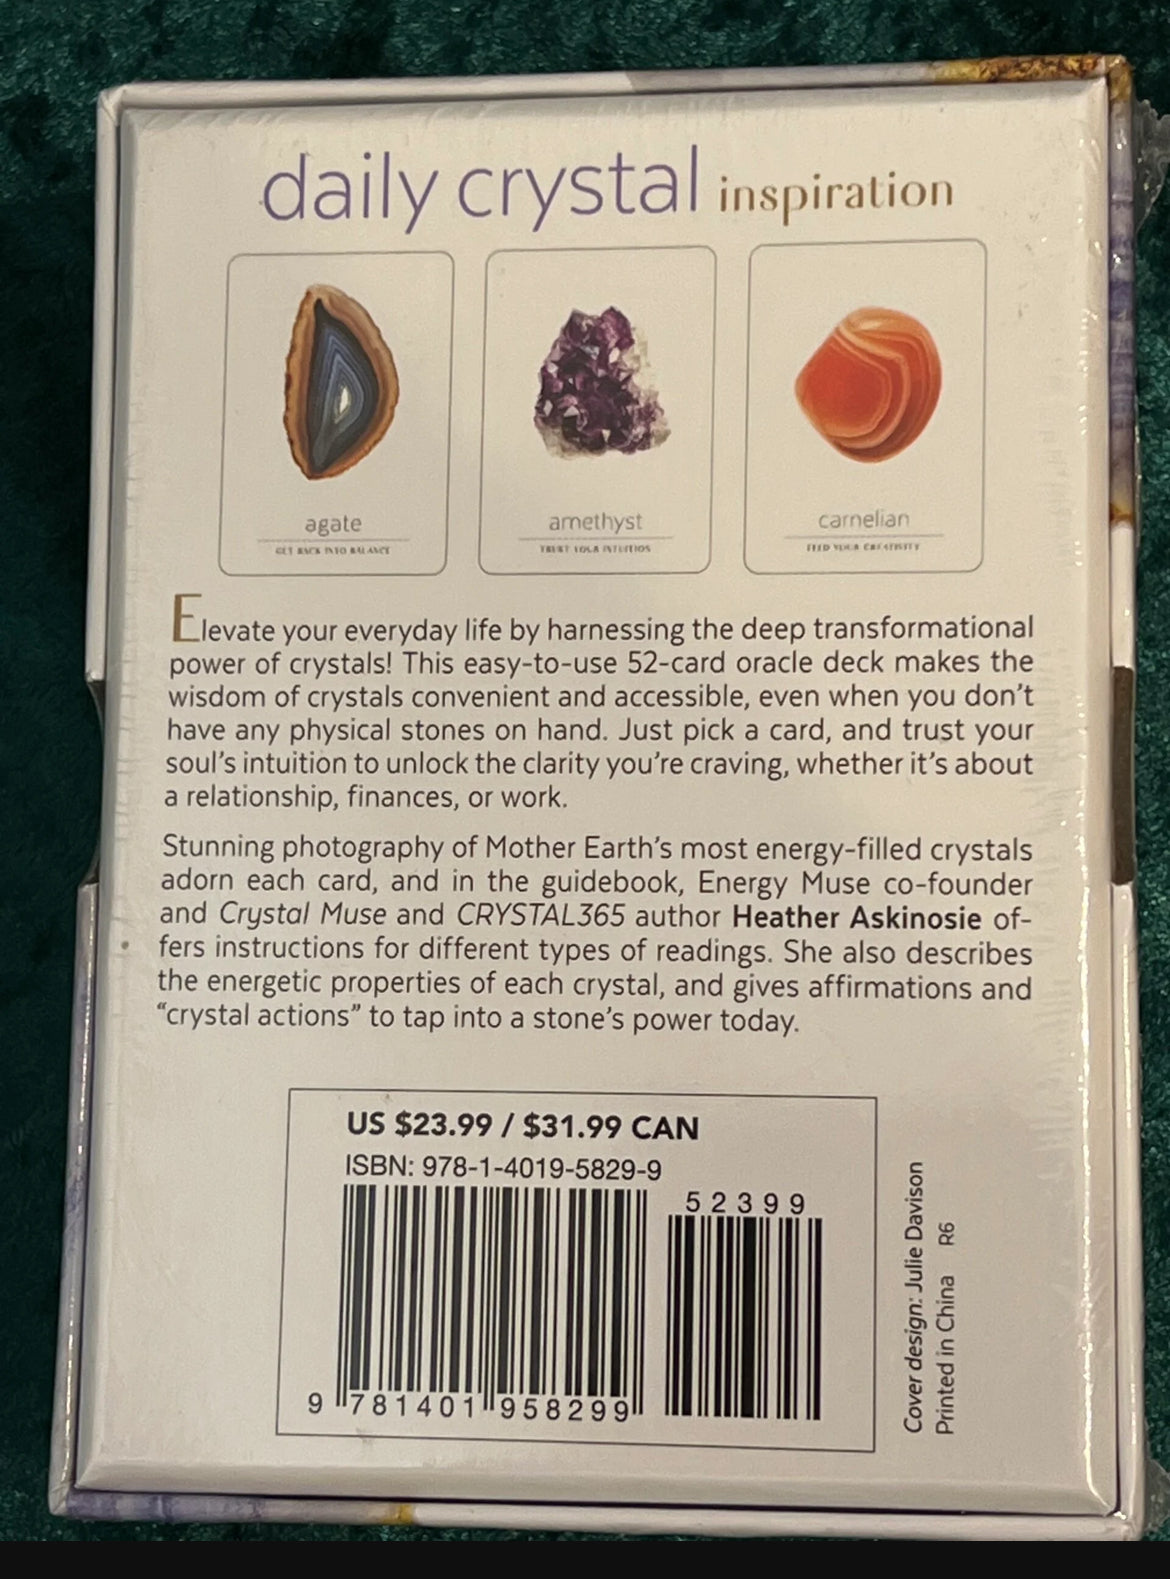 daily crystal inspiration
agate
GET BACK INTO BALANCE
amethyst
TRUST YOUR INTUITION
carnelian
FEED YOUR CREATIVITY
Elevate your everyday life by harnessing the deep transformational
power of crystals! This easy-to-use 52-card oracle deck makes the
wisdom of crystals convenient and accessible, even when you don't
have any physical stones on hand. Just pick a card, and trust your
soul's intuition to unlock the clarity you're craving, whether it's about
a relationship, finances, or work.
Stunning photography of Mother Earth's most energy-filled crystals
adorn each card, and in the guidebook, Energy Muse co-founder
and Crystal Muse and CRYSTAL365 author Heather Askinosie of-
fers instructions for different types of readings. She also describes
the energetic properties of each crystal, and gives affirmations and
“crystal actions” to tap into a stone's power today.
US $23.99 / $31.99 CAN
ISBN: 978-1-4019-5829-9
52399
9 781401 958299
Cover design: Julie Davison
Printed in China R6